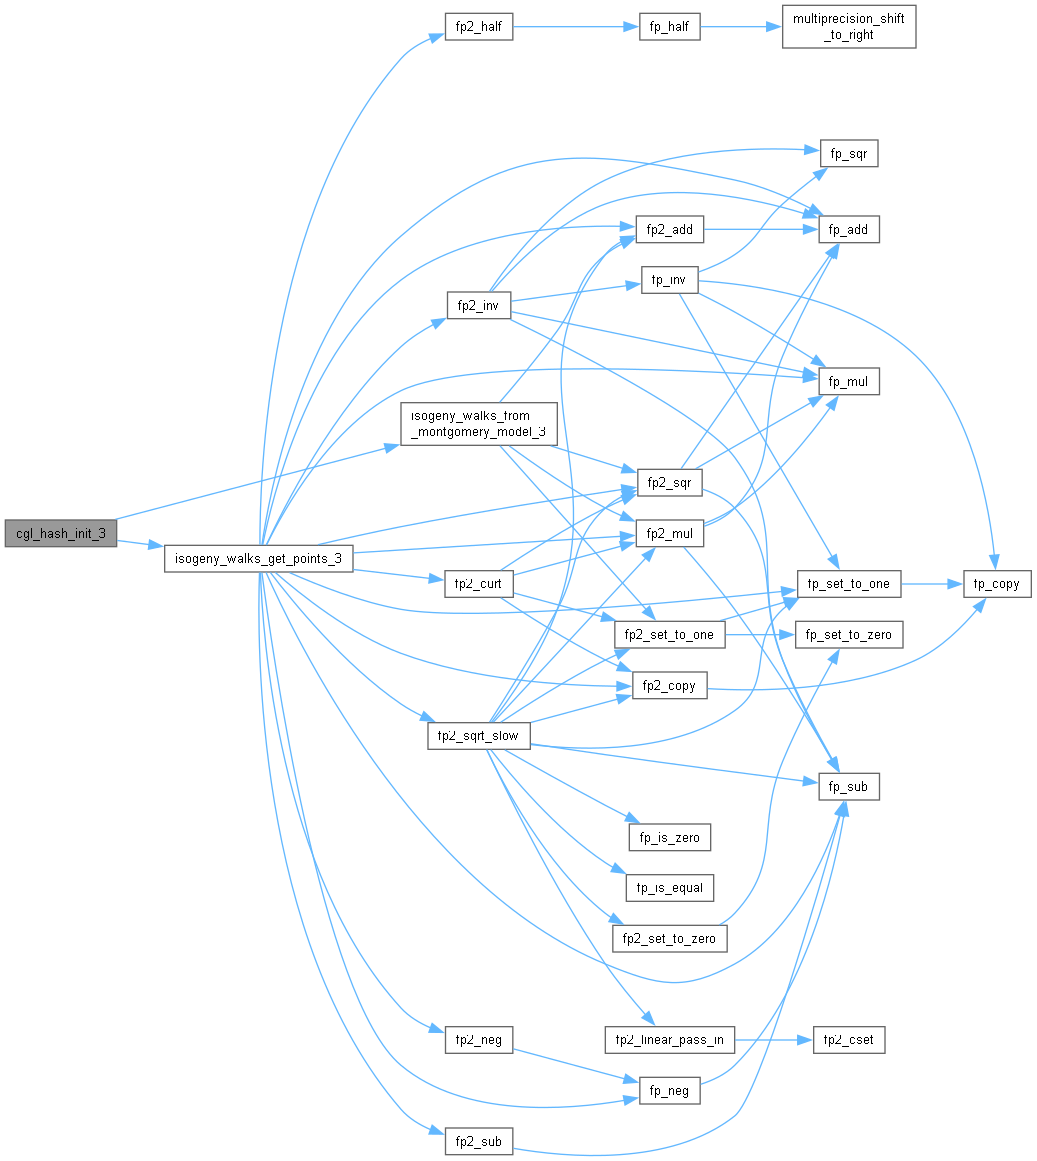 fp2_half
fp_half
multiprecision_shift
_to_right
fp_sqr
fp2_add
fp_add
fp_inv
fp2_inv
fp_mul
isogeny_walks_from
_montgomery_model_3
fp2_sqr
cgl_hash_init_3
fp2_mul
isogeny_walks_get_points_3
fp2_curt
fp_set_to_one
fp_copy
fp2_set_to_one
fp_set_to_zero
fp2_copy
fp2_sqrt_slow
fp_sub
fp_is_zero
fp_is_equal
fp2_set_to_zero
fp2_neg
fp2_linear_pass_in
fp2_cset
fp_neg
fp2_sub